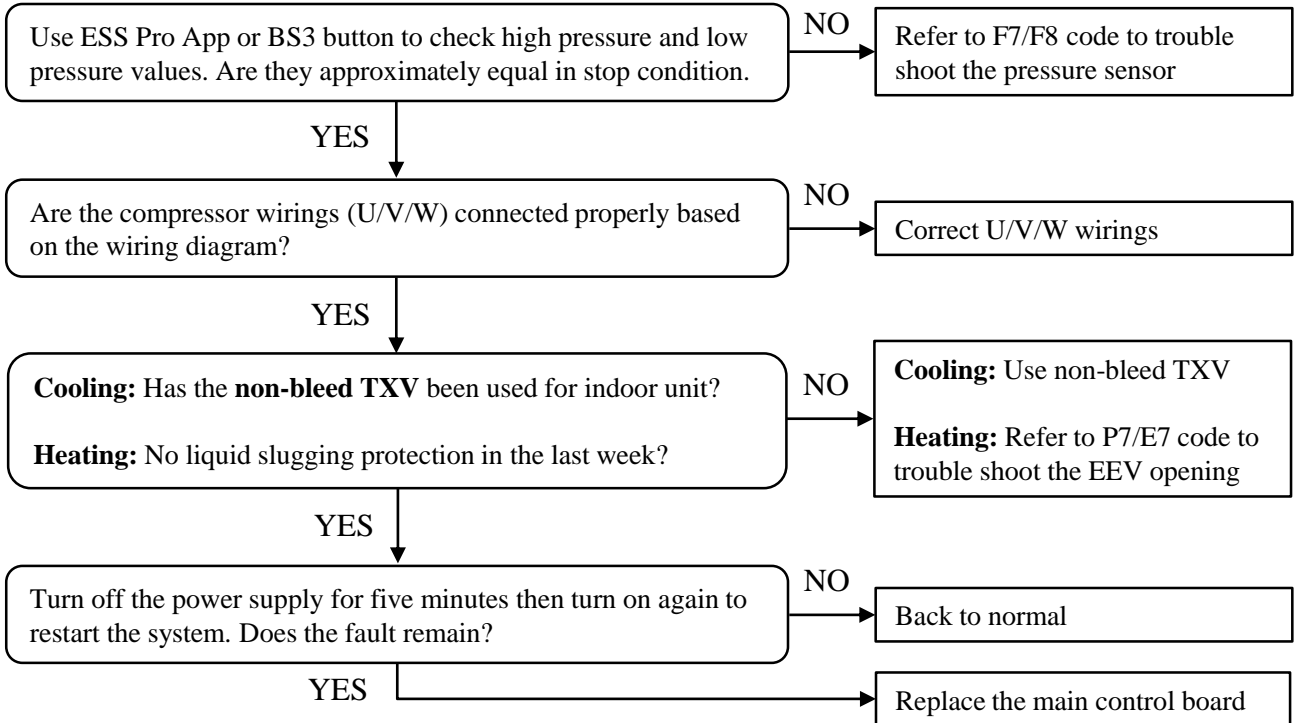 Use ESS Pro App or BS3 button to check high pressure and low
pressure values. Are they approximately equal in stop condition.
NO
Refer to F7/F8 code to trouble
shoot the pressure sensor
YES
Are the compressor wirings (U/V/W) connected properly based
on the wiring diagram?
NO
Correct U/V/W wirings
YES
Cooling: Has the non-bleed TXV been used for indoor unit?
Heating: No liquid slugging protection in the last week?
NO
Cooling: Use non-bleed TXV
Heating: Refer to P7/E7 code to
trouble shoot the EEV opening
YES
Turn off the power supply for five minutes then turn on again to
restart the system. Does the fault remain?
NO
Back to normal
YES
Replace the main control board